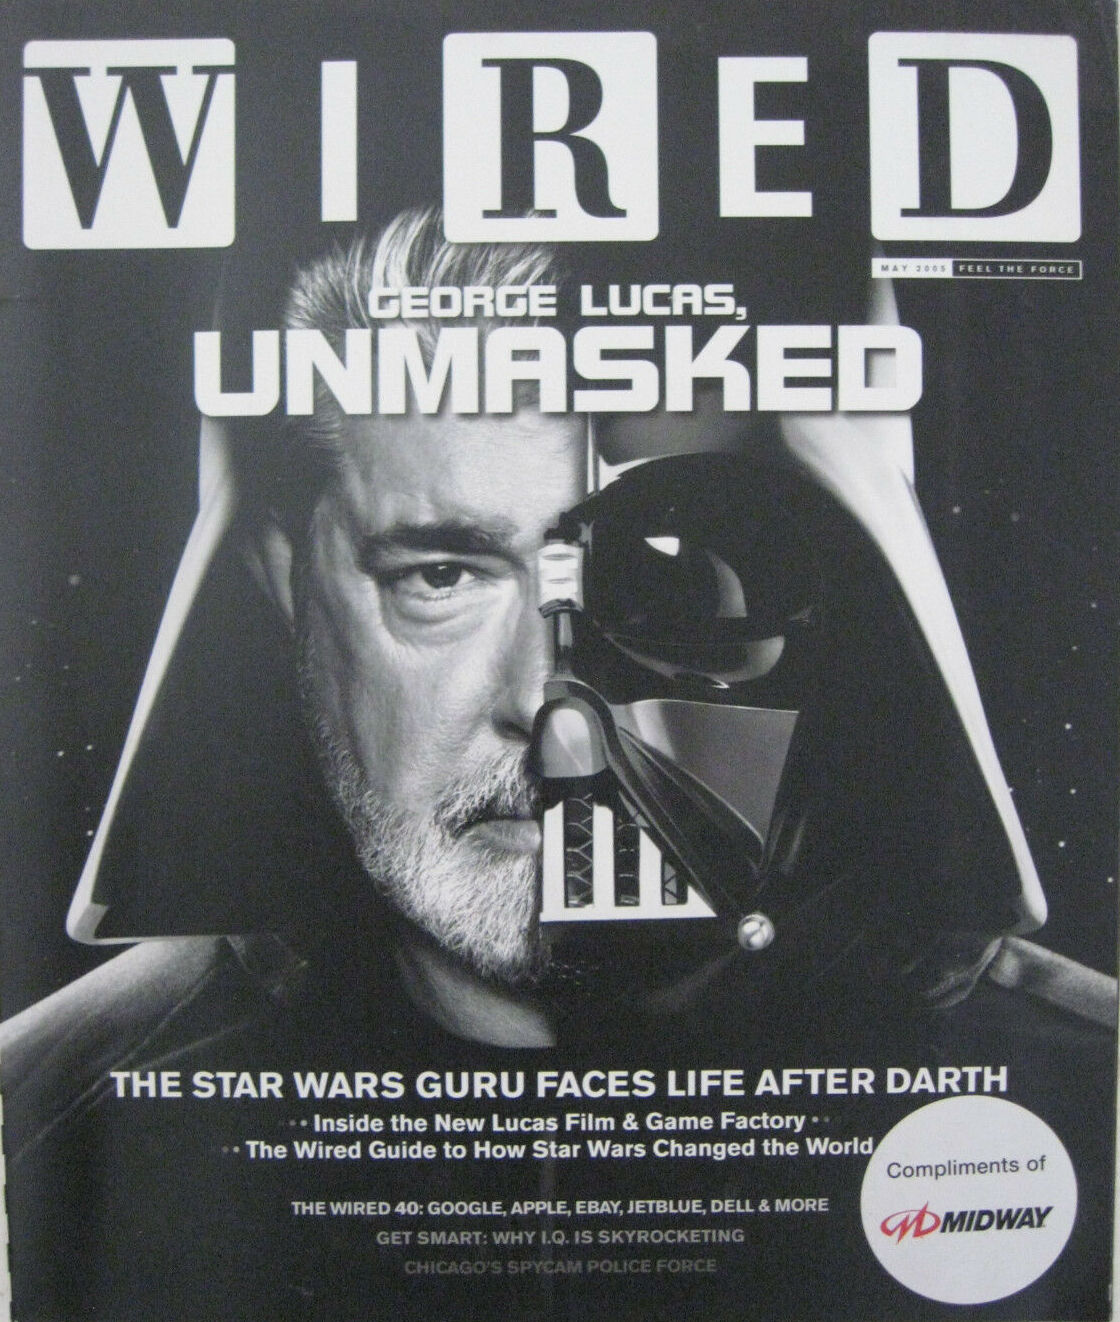 WIRED
MAY 2005 FEEL THE FORCE
GEORGE LUCAS,
UNMASKED
THE STAR WARS GURU FACES LIFE AFTER DARTH
•• Inside the New Lucas Film & Game Factory ••
•• The Wired Guide to How Star Wars Changed the World
THE WIRED 40: GOOGLE, APPLE, EBAY, JETBLUE, DELL & MORE
GET SMART: WHY I.Q. IS SKYROCKETING
CHICAGO'S SPYCAM POLICE FORCE
Compliments of
MIDWAY